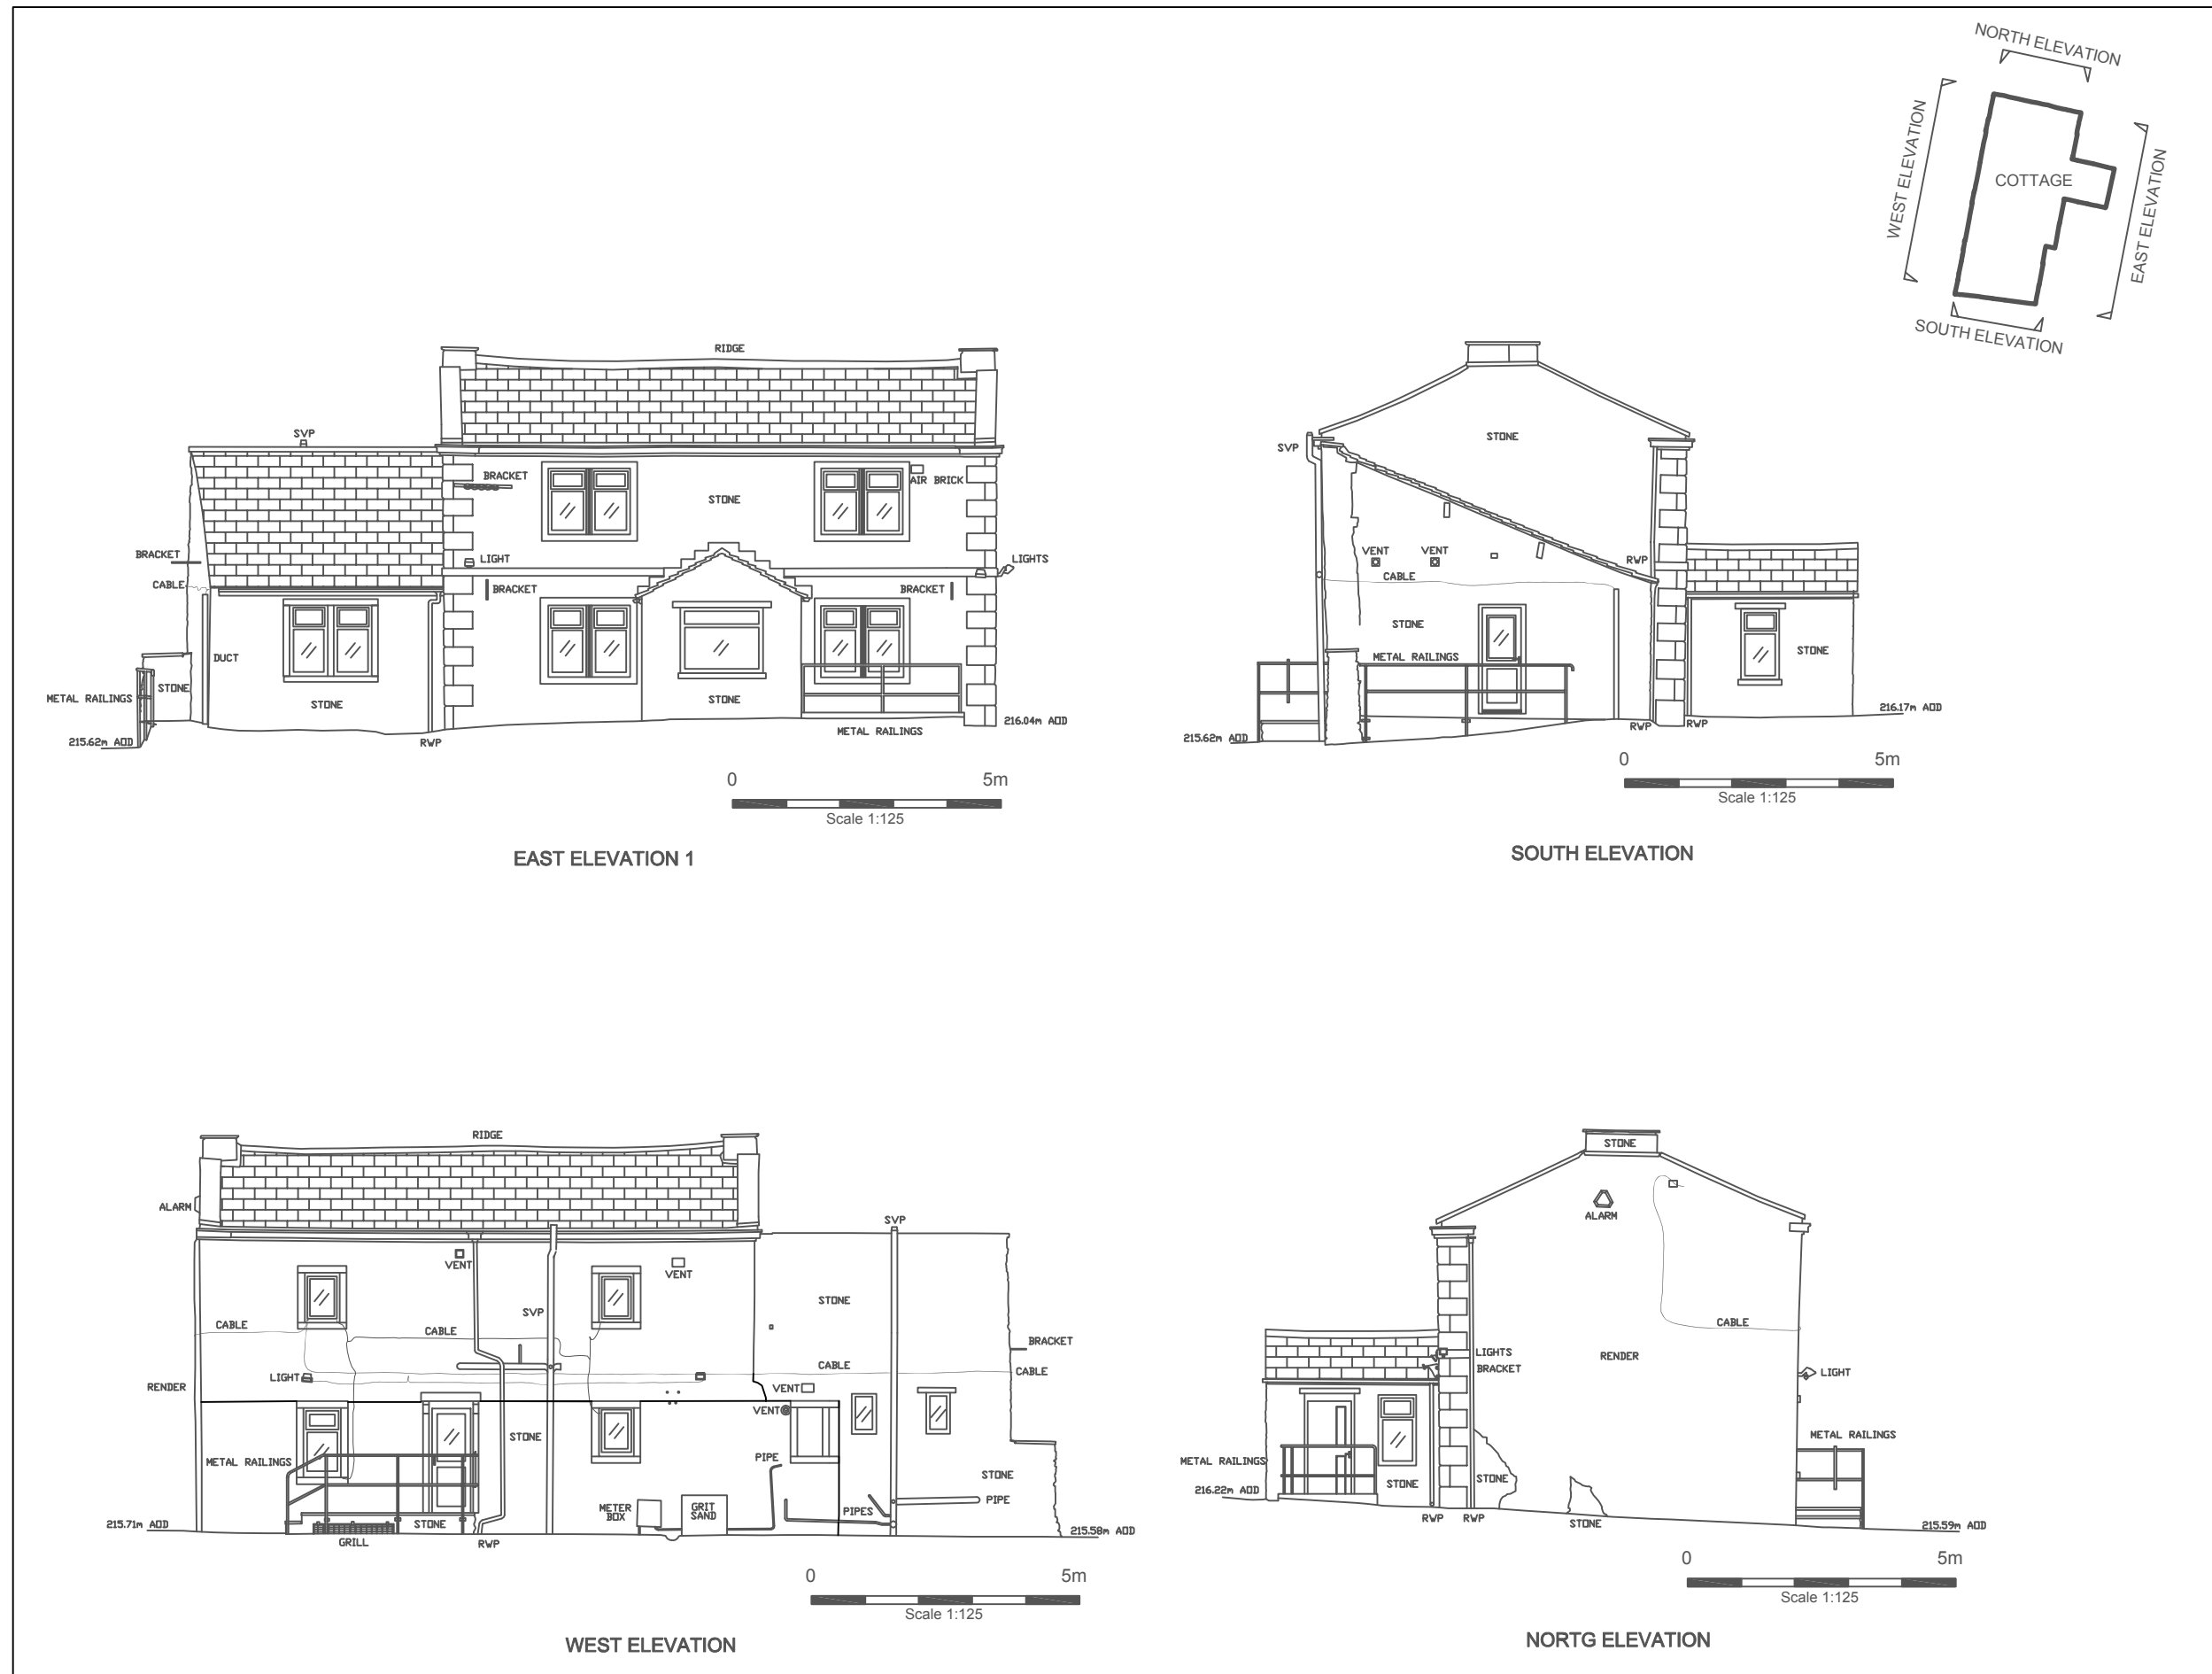 NORTH ELEVATION
WEST ELEVATION
COTTAGE
EAST ELEVATION
SOUTH ELEVATION
RIDGE
SVP
BRACKET
AIR BRICK
STONE
BRACKET
LIGHT
LIGHTS
CABLE
BRACKET
BRACKET
DUCT
STONE
METAL RAILINGS
STONE
STONE
216.04m AOD
METAL RAILINGS
215.62m AOD
RWP
0
5m
Scale 1:125
EAST ELEVATION 1
STONE
SVP
VENT
VENT
RWP
CABLE
STONE
METAL RAILINGS
STONE
216.17m AOD
RWP
RWP
215.62m AOD
0
5m
Scale 1:125
SOUTH ELEVATION
RIDGE
ALARM
SVP
VENT
VENT
STONE
SVP
CABLE
CABLE
BRACKET
CABLE
CABLE
LIGHT
RENDER
VENT
VENT
STONE
METAL RAILINGS
PIPE
STONE
PIPE
METER
BOX
GRIT
SAND
PIPES
STONE
215.71m AOD
215.58m AOD
GRILL
RWP
0
5m
Scale 1:125
WEST ELEVATION
STONE
ALARM
CABLE
LIGHTS
RENDER
BRACKET
LIGHT
METAL RAILINGS
METAL RAILINGS
STONE
STONE
216.22m AOD
RWP
RWP
STONE
215.59m AOD
0
5m
Scale 1:125
NORTG ELEVATION